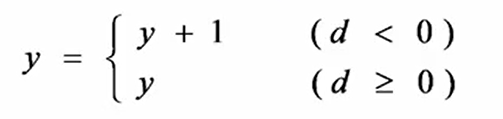 y = { y + 1 ( d < 0 )
y ( d ≥ 0 )